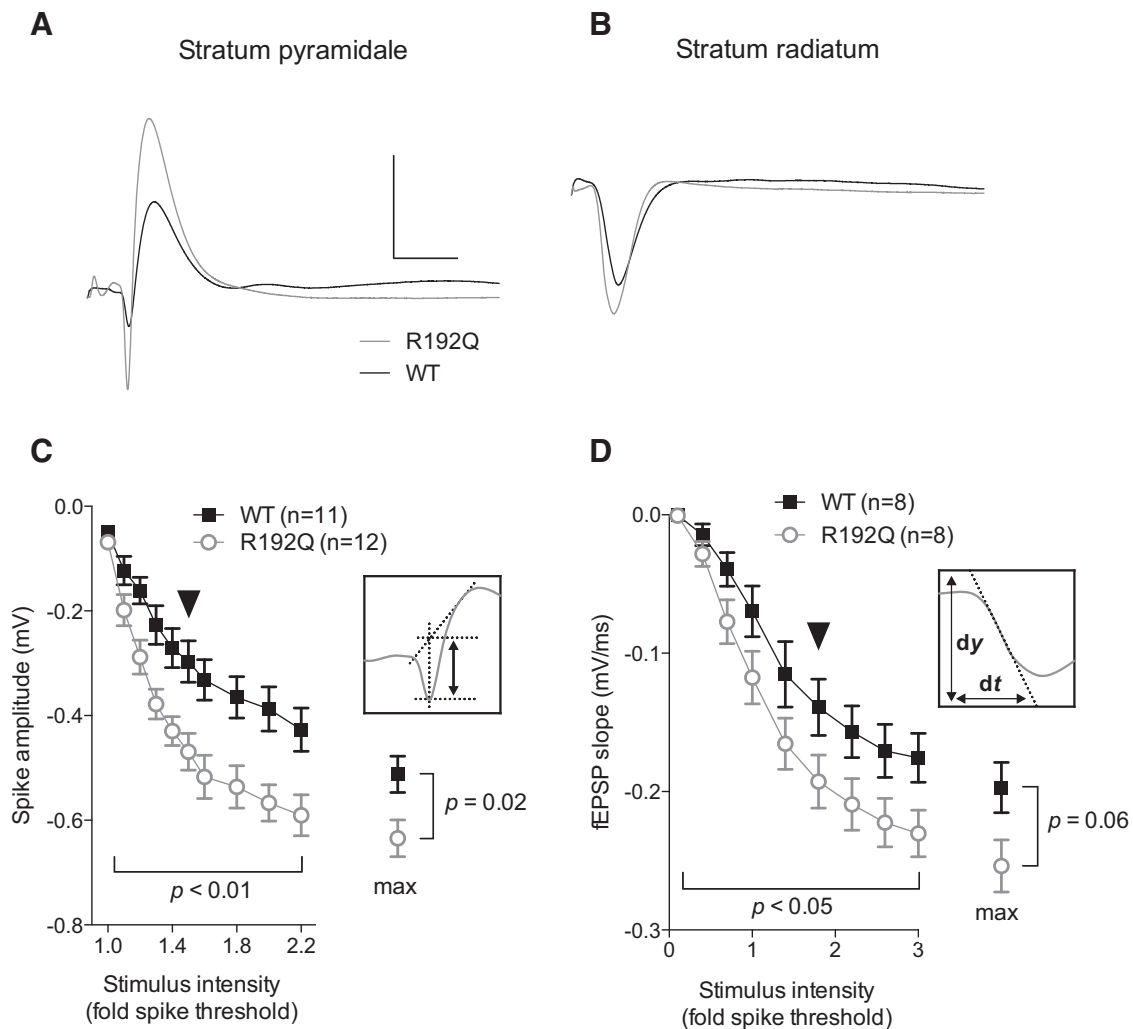 A
Stratum pyramidale
B
Stratum radiatum
R192Q
WT
C
WT (n=11)
R192Q (n=12)
0.0
-0.2
-0.4
-0.6
-0.8
Spike amplitude (mV)
p = 0.02
max
p < 0.01
1.0
1.4
1.8
2.2
Stimulus intensity
(fold spike threshold)
D
WT (n=8)
R192Q (n=8)
0.0
-0.1
-0.2
-0.3
fEPSP slope (mV/ms)
dy
dt
p = 0.06
max
p < 0.05
0
1
2
3
Stimulus intensity
(fold spike threshold)